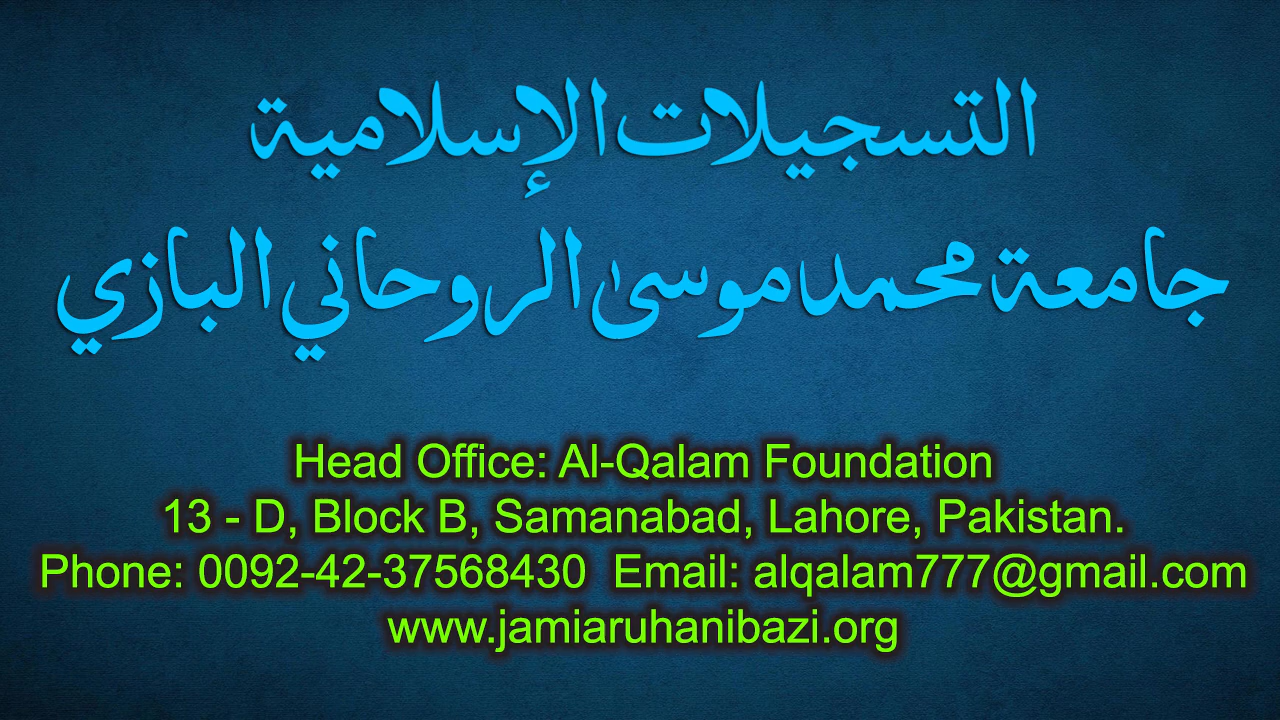 التسجيلات الإسلامية
جامعة محمد موسىٰ الروحاني البازي
Head Office: Al-Qalam Foundation
13 - D, Block B, Samanabad, Lahore, Pakistan.
Phone: 0092-42-37568430  Email: alqalam777@gmail.com
www.jamiaruhanibazi.org